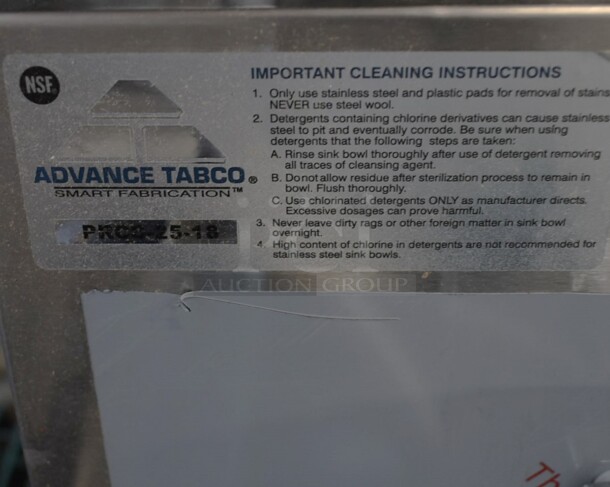 NSF.
ADVANCE TABCO®
SMART FABRICATION™
25-18
IMPORTANT CLEANING INSTRUCTIONS
1. Only use stainless steel and plastic pads for removal of stains
NEVER use steel wool.
2. Detergents containing chlorine derivatives can cause stainless
steel to pit and eventually corrode. Be sure when using
detergents that the following steps are taken:
A. Rinse sink bowl thoroughly after use of detergent removing
all traces of cleansing agent.
B. Do not allow residue after sterilization process to remain in
bowl. Flush thoroughly.
C. Use chlorinated detergents ONLY as manufacturer directs.
Excessive dosages can prove harmful.
3. Never leave dirty rags or other foreign matter in sink bowl
overnight.
4. High content of chlorine in detergents are not recommended for
stainless steel sink bowls.
AUCTION GROUP
Th